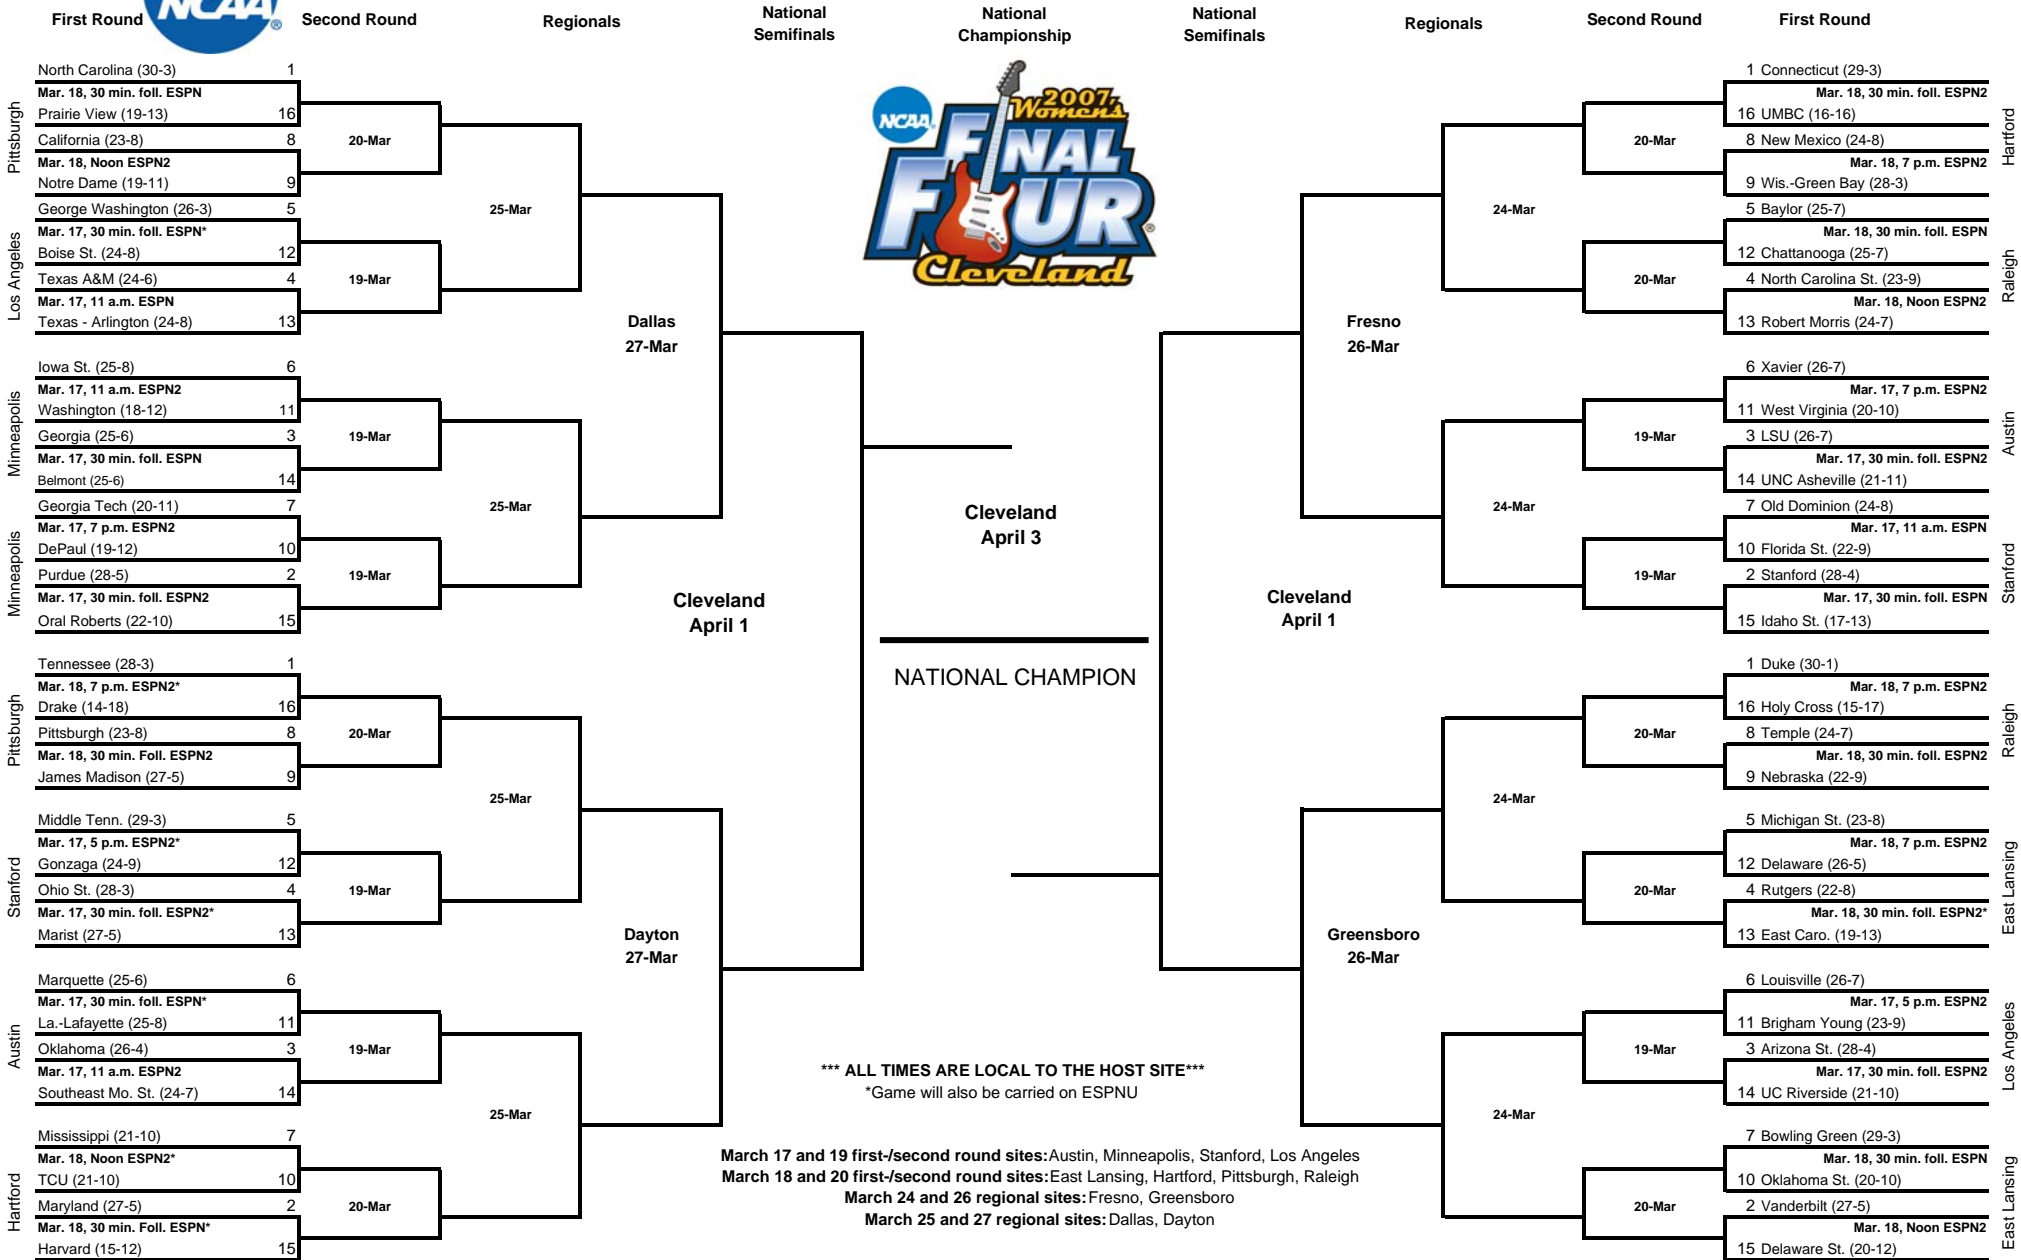 NCAA
First Round
Second Round
Regionals
National
Semifinals
National
Championship
National
Semifinals
Regionals
Second Round
First Round
Pittsburgh
North Carolina (30-3) 1
Mar. 18, 30 min. foll. ESPN
Prairie View (19-13) 16
California (23-8) 8
Mar. 18, Noon ESPN2
Notre Dame (19-11) 9
20-Mar
Los Angeles
George Washington (26-3) 5
Mar. 17, 30 min. foll. ESPN*
Boise St. (24-8) 12
Texas A&M (24-6) 4
Mar. 17, 11 a.m. ESPN
Texas - Arlington (24-8) 13
19-Mar
25-Mar
Minneapolis
Iowa St. (25-8) 6
Mar. 17, 11 a.m. ESPN2
Washington (18-12) 11
Georgia (25-6) 3
Mar. 17, 30 min. foll. ESPN
Belmont (25-6) 14
19-Mar
Minneapolis
Georgia Tech (20-11) 7
Mar. 17, 7 p.m. ESPN2
DePaul (19-12) 10
Purdue (28-5) 2
Mar. 17, 30 min. foll. ESPN2
Oral Roberts (22-10) 15
19-Mar
25-Mar
Dallas
27-Mar
Pittsburgh
Tennessee (28-3) 1
Mar. 18, 7 p.m. ESPN2*
Drake (14-18) 16
Pittsburgh (23-8) 8
Mar. 18, 30 min. Foll. ESPN2
James Madison (27-5) 9
20-Mar
Stanford
Middle Tenn. (29-3) 5
Mar. 17, 5 p.m. ESPN2*
Gonzaga (24-9) 12
Ohio St. (28-3) 4
Mar. 17, 30 min. foll. ESPN2*
Marist (27-5) 13
19-Mar
25-Mar
Austin
Marquette (25-6) 6
Mar. 17, 30 min. foll. ESPN*
La.-Lafayette (25-8) 11
Oklahoma (26-4) 3
Mar. 17, 11 a.m. ESPN2
Southeast Mo. St. (24-7) 14
19-Mar
Hartford
Mississippi (21-10) 7
Mar. 18, Noon ESPN2*
TCU (21-10) 10
Maryland (27-5) 2
Mar. 18, 30 min. Foll. ESPN*
Harvard (15-12) 15
20-Mar
25-Mar
Dayton
27-Mar
Cleveland
April 1
NCAA
2007
Women's
FINAL
FOUR
Cleveland
Cleveland
April 3
NATIONAL CHAMPION
Cleveland
April 1
*** ALL TIMES ARE LOCAL TO THE HOST SITE***
*Game will also be carried on ESPNU
March 17 and 19 first-/second round sites: Austin, Minneapolis, Stanford, Los Angeles
March 18 and 20 first-/second round sites: East Lansing, Hartford, Pittsburgh, Raleigh
March 24 and 26 regional sites: Fresno, Greensboro
March 25 and 27 regional sites: Dallas, Dayton
Hartford
1 Connecticut (29-3)
Mar. 18, 30 min. foll. ESPN2
16 UMBC (16-16)
8 New Mexico (24-8)
Mar. 18, 7 p.m. ESPN2
9 Wis.-Green Bay (28-3)
20-Mar
Raleigh
5 Baylor (25-7)
Mar. 18, 30 min. foll. ESPN
12 Chattanooga (25-7)
4 North Carolina St. (23-9)
Mar. 18, Noon ESPN2
13 Robert Morris (24-7)
20-Mar
24-Mar
Austin
6 Xavier (26-7)
Mar. 17, 7 p.m. ESPN2
11 West Virginia (20-10)
3 LSU (26-7)
Mar. 17, 30 min. foll. ESPN2
14 UNC Asheville (21-11)
19-Mar
Stanford
7 Old Dominion (24-8)
Mar. 17, 11 a.m. ESPN
10 Florida St. (22-9)
2 Stanford (28-4)
Mar. 17, 30 min. foll. ESPN
15 Idaho St. (17-13)
19-Mar
24-Mar
Fresno
26-Mar
Raleigh
1 Duke (30-1)
Mar. 18, 7 p.m. ESPN2
16 Holy Cross (15-17)
8 Temple (24-7)
Mar. 18, 30 min. foll. ESPN2
9 Nebraska (22-9)
20-Mar
East Lansing
5 Michigan St. (23-8)
Mar. 18, 7 p.m. ESPN2
12 Delaware (26-5)
4 Rutgers (22-8)
Mar. 18, 30 min. foll. ESPN2*
13 East Caro. (19-13)
20-Mar
24-Mar
Los Angeles
6 Louisville (26-7)
Mar. 17, 5 p.m. ESPN2
11 Brigham Young (23-9)
3 Arizona St. (28-4)
Mar. 17, 30 min. foll. ESPN2
14 UC Riverside (21-10)
19-Mar
East Lansing
7 Bowling Green (29-3)
Mar. 18, 30 min. foll. ESPN
10 Oklahoma St. (20-10)
2 Vanderbilt (27-5)
Mar. 18, Noon ESPN2
15 Delaware St. (20-12)
20-Mar
24-Mar
Greensboro
26-Mar